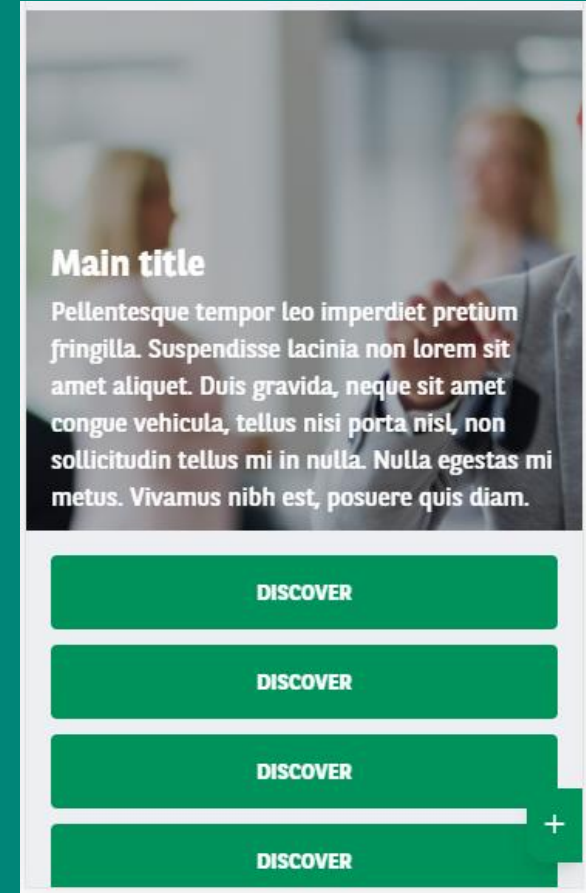 Main title
Pellentesque tempor leo imperdiet pretium
fringilla. Suspendisse lacinia non lorem sit
amet aliquet. Duis gravida, neque sit amet
congue vehicula, tellus nisi porta nisl, non
sollicitudin tellus mi in nulla. Nulla egestas mi
metus. Vivamus nibh est, posuere quis diam.
DISCOVER
DISCOVER
DISCOVER
+
DISCOVER